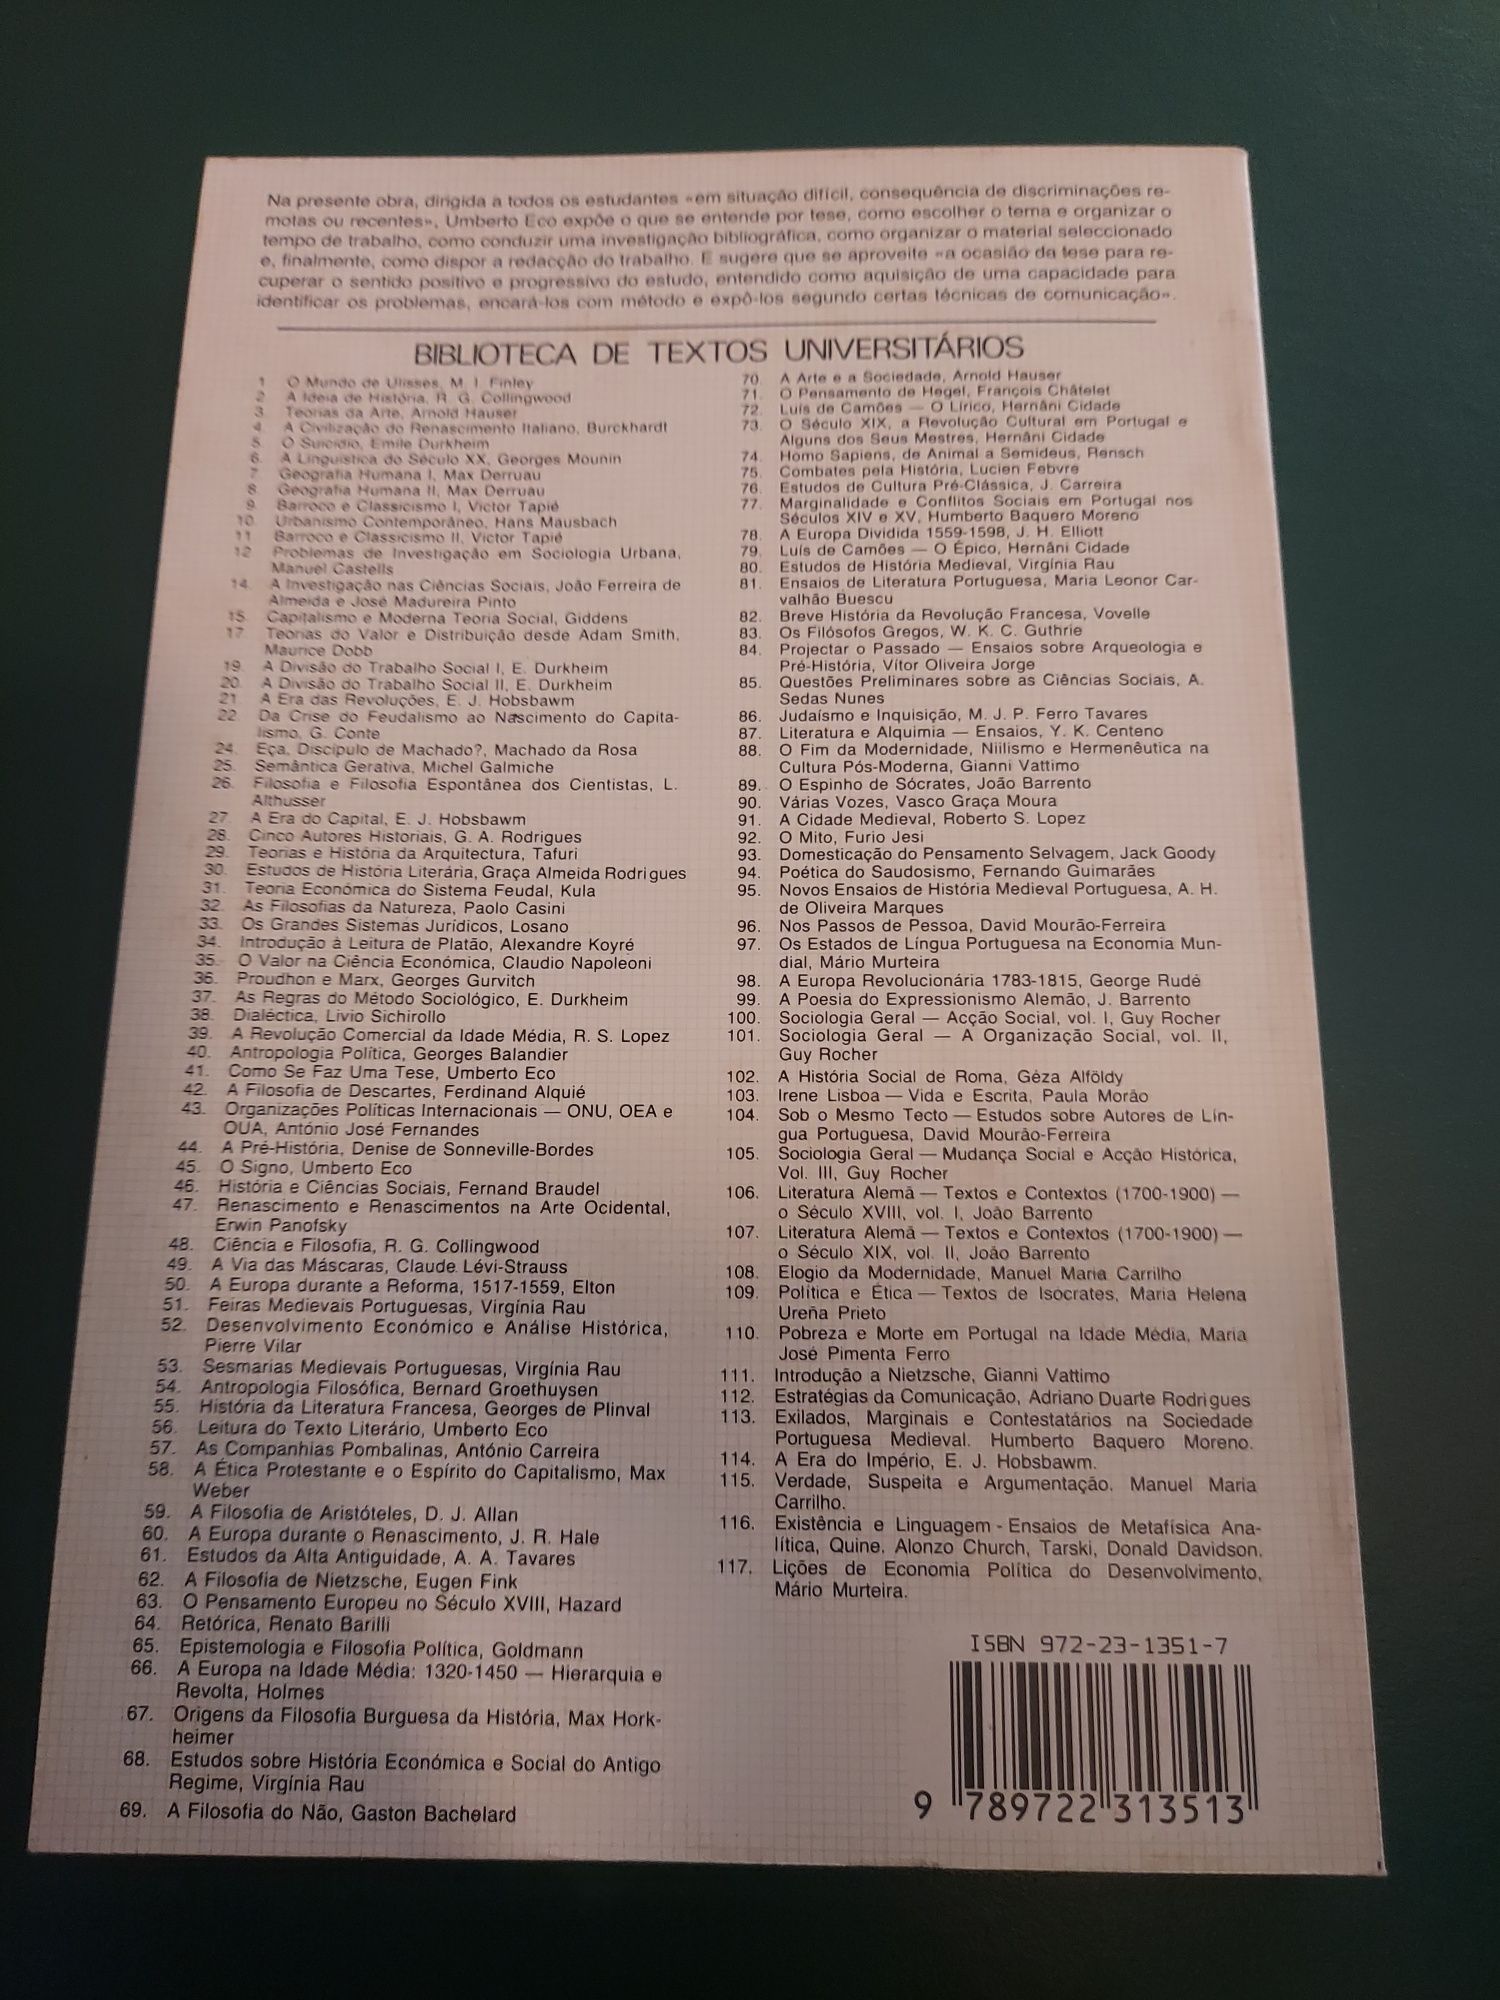 Na presente obra, dirigida a todos os estudantes «em situação difícil, consequência de discriminações re-
motas ou recentes», Umberto Eco expõe o que se entende por tese, como escolher o tema e organizar o
tempo de trabalho, como conduzir uma investigação bibliográfica, como organizar o material seleccionado
e, finalmente, como dispor a redacção do trabalho. E sugere que se aproveite «a ocasião da tese para re-
cuperar o sentido positivo e progressivo do estudo, entendido como aquisição de uma capacidade para
identificar os problemas, encará-los com método e expô-los segundo certas técnicas de comunicação».
BIBLIOTECA DE TEXTOS UNIVERSITÁRIOS
1. O Mundo de Ulisses, M. I. Finley
2. A Ideia de História, R. G. Collingwood
3. Teorias da Arte, Arnold Hauser
4. A Civilização do Renascimento Italiano, Burckhardt
5. O Suicídio, Emile Durkheim
6. A Linguística do Século XX, Georges Mounin
7. Geografia Humana I, Max Derruau
8. Geografia Humana II, Max Derruau
9. Barroco e Classicismo I, Victor Tapié
10. Urbanismo Contemporâneo, Hans Mausbach
11. Barroco e Classicismo II, Victor Tapié
12. Problemas de Investigação em Sociologia Urbana,
Manuel Castells
14. A Investigação nas Ciências Sociais, João Ferreira de
Almeida e José Madureira Pinto
15. Capitalismo e Moderna Teoria Social, Giddens
17. Teorias do Valor e Distribuição desde Adam Smith,
Maurice Dobb
19. A Divisão do Trabalho Social I, E. Durkheim
20. A Divisão do Trabalho Social II, E. Durkheim
21. A Era das Revoluções, E. J. Hobsbawm
22. Da Crise do Feudalismo ao Nascimento do Capita-
lismo, G. Conte
24. Eça, Discípulo de Machado?, Machado da Rosa
25. Semântica Gerativa, Michel Galmiche
26. Filosofia e Filosofia Espontânea dos Cientistas, L.
Althusser
27. A Era do Capital, E. J. Hobsbawm
28. Cinco Autores Historiais, G. A. Rodrigues
29. Teorias e História da Arquitectura, Tafuri
30. Estudos de História Literária, Graça Almeida Rodrigues
31. Teoria Económica do Sistema Feudal, Kula
32. As Filosofias da Natureza, Paolo Casini
33. Os Grandes Sistemas Jurídicos, Losano
34. Introdução à Leitura de Platão, Alexandre Koyré
35. O Valor na Ciência Económica, Claudio Napoleoni
36. Proudhon e Marx, Georges Gurvitch
37. As Regras do Método Sociológico, E. Durkheim
38. Dialéctica, Livio Sichirollo
39. A Revolução Comercial da Idade Média, R. S. Lopez
40. Antropologia Política, Georges Balandier
41. Como Se Faz Uma Tese, Umberto Eco
42. A Filosofia de Descartes, Ferdinand Alquié
43. Organizações Políticas Internacionais — ONU, OEA e
OUA, António José Fernandes
44. A Pré-História, Denise de Sonneville-Bordes
45. O Signo, Umberto Eco
46. História e Ciências Sociais, Fernand Braudel
47. Renascimento e Renascimentos na Arte Ocidental,
Erwin Panofsky
48. Ciência e Filosofia, R. G. Collingwood
49. A Via das Máscaras, Claude Lévi-Strauss
50. A Europa durante a Reforma, 1517-1559, Elton
51. Feiras Medievais Portuguesas, Virgínia Rau
52. Desenvolvimento Económico e Análise Histórica,
Pierre Vilar
53. Sesmarias Medievais Portuguesas, Virgínia Rau
54. Antropologia Filosófica, Bernard Groethuysen
55. História da Literatura Francesa, Georges de Plinval
56. Leitura do Texto Literário, Umberto Eco
57. As Companhias Pombalinas, António Carreira
58. A Ética Protestante e o Espírito do Capitalismo, Max
Weber
59. A Filosofia de Aristóteles, D. J. Allan
60. A Europa durante o Renascimento, J. R. Hale
61. Estudos da Alta Antiguidade, A. A. Tavares
62. A Filosofia de Nietzsche, Eugen Fink
63. O Pensamento Europeu no Século XVIII, Hazard
64. Retórica, Renato Barilli
65. Epistemologia e Filosofia Política, Goldmann
66. A Europa na Idade Média: 1320-1450 — Hierarquia e
Revolta, Holmes
67. Origens da Filosofia Burguesa da História, Max Hork-
heimer
68. Estudos sobre História Económica e Social do Antigo
Regime, Virgínia Rau
69. A Filosofia do Não, Gaston Bachelard
70. A Arte e a Sociedade, Arnold Hauser
71. O Pensamento de Hegel, François Châtelet
72. Luís de Camões — O Lírico, Hernâni Cidade
73. O Século XIX, a Revolução Cultural em Portugal e
Alguns dos Seus Mestres, Hernâni Cidade
74. Homo Sapiens, de Animal a Semideus, Rensch
75. Combates pela História, Lucien Febvre
76. Estudos de Cultura Pré-Clássica, J. Carreira
77. Marginalidade e Conflitos Sociais em Portugal nos
Séculos XIV e XV, Humberto Baquero Moreno
78. A Europa Dividida 1559-1598, J. H. Elliott
79. Luís de Camões — O Épico, Hernâni Cidade
80. Estudos de História Medieval, Virgínia Rau
81. Ensaios de Literatura Portuguesa, Maria Leonor Car-
valhão Buescu
82. Breve História da Revolução Francesa, Vovelle
83. Os Filósofos Gregos, W. K. C. Guthrie
84. Projectar o Passado — Ensaios sobre Arqueologia e
Pré-História, Vítor Oliveira Jorge
85. Questões Preliminares sobre as Ciências Sociais, A.
Sedas Nunes
86. Judaísmo e Inquisição, M. J. P. Ferro Tavares
87. Literatura e Alquimia — Ensaios, Y. K. Centeno
88. O Fim da Modernidade, Niilismo e Hermenêutica na
Cultura Pós-Moderna, Gianni Vattimo
89. O Espinho de Sócrates, João Barrento
90. Várias Vozes, Vasco Graça Moura
91. A Cidade Medieval, Roberto S. Lopez
92. O Mito, Furio Jesi
93. Domesticação do Pensamento Selvagem, Jack Goody
94. Poética do Saudosismo, Fernando Guimarães
95. Novos Ensaios de História Medieval Portuguesa, A. H.
de Oliveira Marques
96. Nos Passos de Pessoa, David Mourão-Ferreira
97. Os Estados de Língua Portuguesa na Economia Mun-
dial, Mário Murteira
98. A Europa Revolucionária 1783-1815, George Rudé
99. A Poesia do Expressionismo Alemão, J. Barrento
100. Sociologia Geral — Acção Social, vol. I, Guy Rocher
101. Sociologia Geral — A Organização Social, vol. II,
Guy Rocher
102. A História Social de Roma, Géza Alföldy
103. Irene Lisboa — Vida e Escrita, Paula Morão
104. Sob o Mesmo Tecto — Estudos sobre Autores de Lín-
gua Portuguesa, David Mourão-Ferreira
105. Sociologia Geral — Mudança Social e Acção Histórica,
Vol. III, Guy Rocher
106. Literatura Alemã — Textos e Contextos (1700-1900) —
o Século XVIII, vol. I, João Barrento
107. Literatura Alemã — Textos e Contextos (1700-1900) —
o Século XIX, vol. II, João Barrento
108. Elogio da Modernidade, Manuel Maria Carrilho
109. Política e Ética — Textos de Isócrates, Maria Helena
Ureña Prieto
110. Pobreza e Morte em Portugal na Idade Média, Maria
José Pimenta Ferro
111. Introdução a Nietzsche, Gianni Vattimo
112. Estratégias da Comunicação, Adriano Duarte Rodrigues
113. Exilados, Marginais e Contestatários na Sociedade
Portuguesa Medieval. Humberto Baquero Moreno.
114. A Era do Império, E. J. Hobsbawm.
115. Verdade, Suspeita e Argumentação. Manuel Maria
Carrilho.
116. Existência e Linguagem - Ensaios de Metafísica Ana-
lítica, Quine, Alonzo Church, Tarski, Donald Davidson.
117. Lições de Economia Política do Desenvolvimento,
Mário Murteira.
ISBN 972-23-1351-7
9 789722 313513